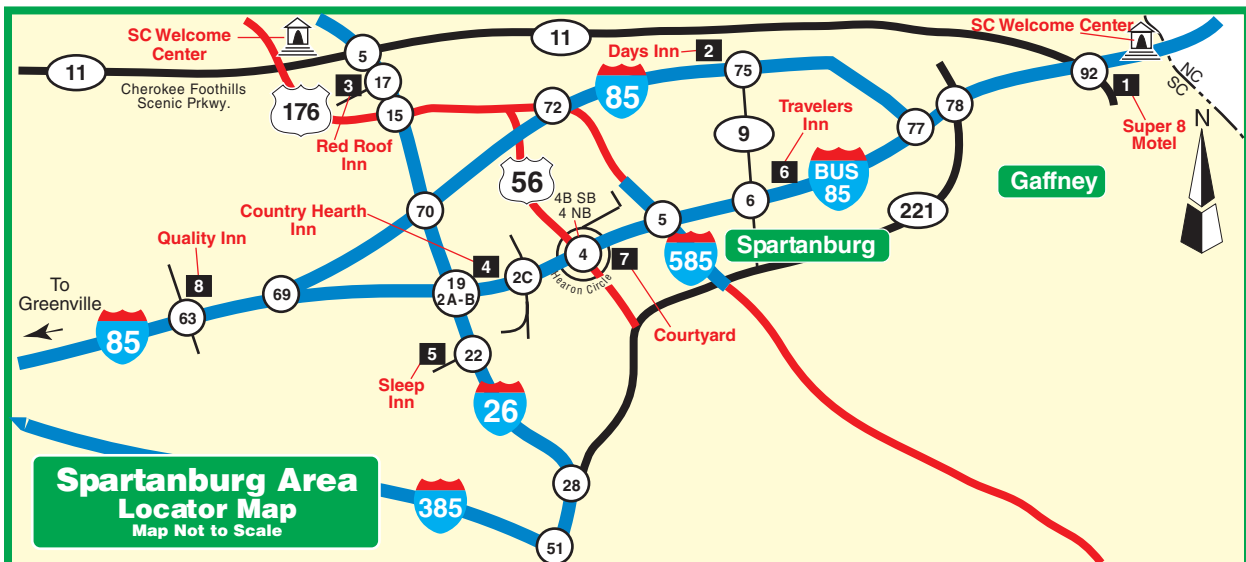 SC Welcome
Center
5
11
SC Welcome Center
11
Cherokee Foothills
Scenic Prkwy.
176
3
17
15
Red Roof
Inn
Days Inn
2
75
85
72
Travelers
Inn
9
6
BUS
85
77
78
92
1
Super 8
Motel
NC
SC
N
Gaffney
56
4B SB
4 NB
4
Hearon Circle
5
6
221
Spartanburg
585
7
Courtyard
Country Hearth
Inn
70
4
2C
19
2A-B
Quality Inn
8
69
63
To
Greenville
85
5
22
Sleep
Inn
26
28
385
51
Spartanburg Area
Locator Map
Map Not to Scale